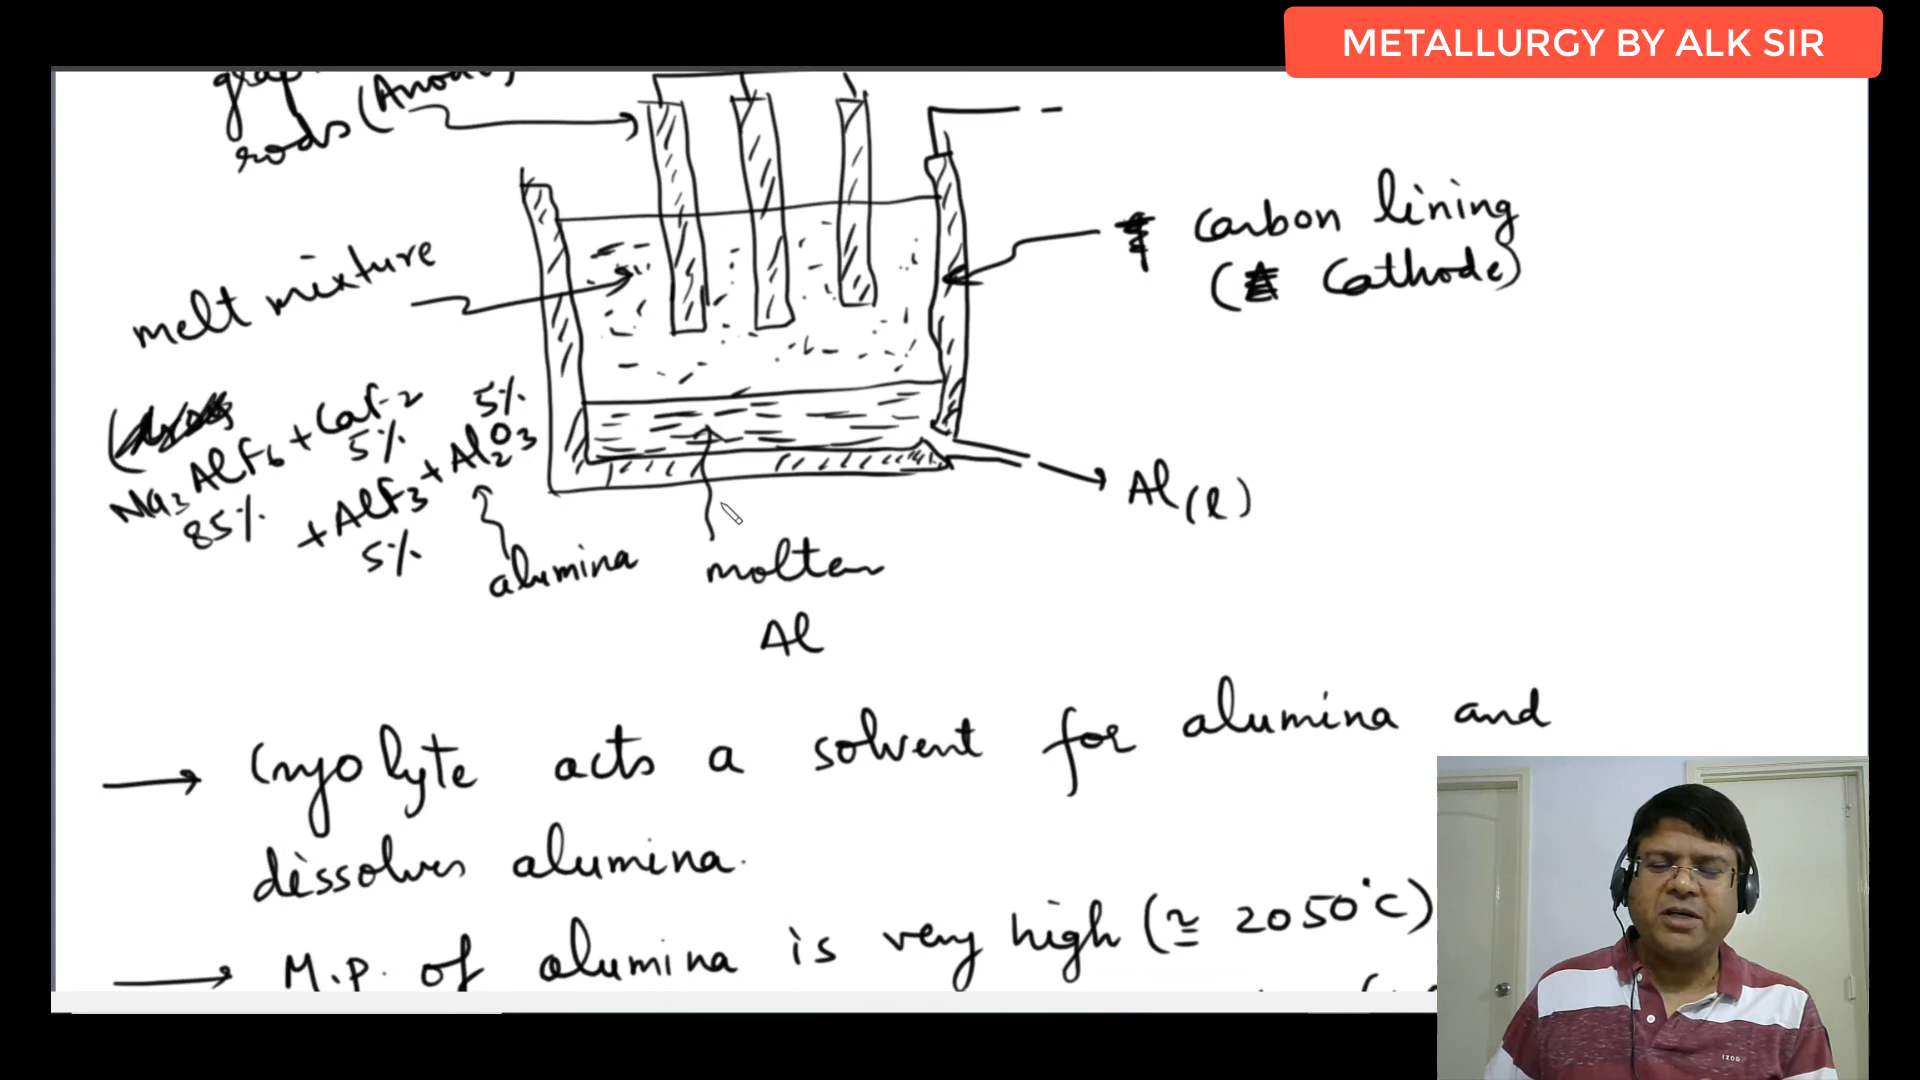 METALLURGY BY ALK SIR
rods (Anode)
carbon lining
(Cathode)
melt mixture
Na3AlF6 + CaF2
85% 5%
+ AlF3 + Al2O3
5% 5%
alumina
molten
Al
Al(l)
→ Cryolyte acts a solvent for alumina and
dissolves alumina.
→ M.P. of alumina is very high (≅ 2050°C)
IZOD